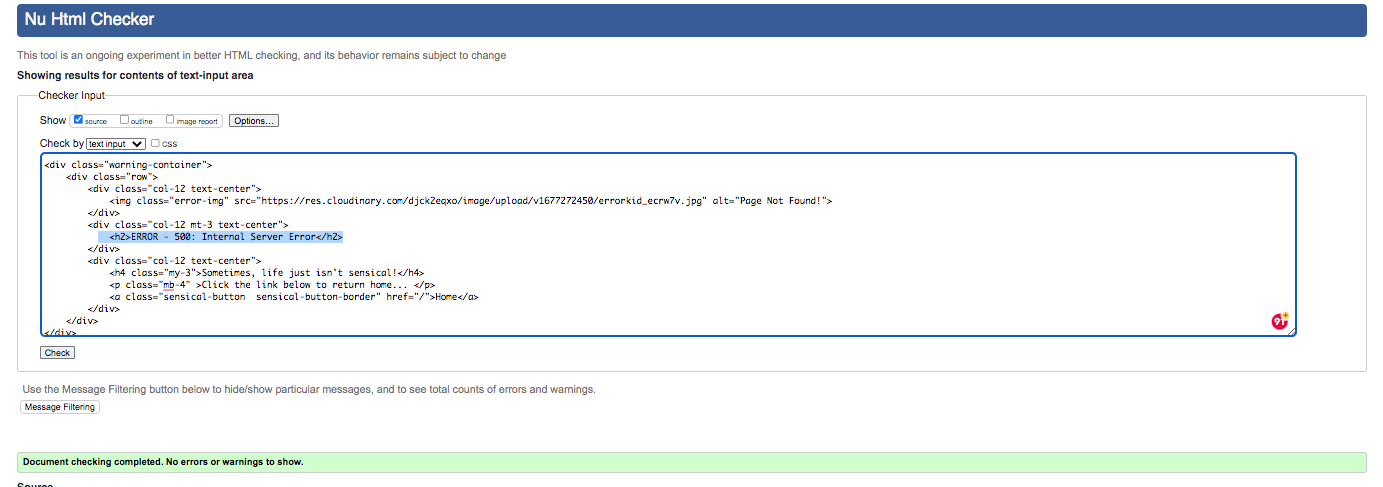 Nu Html Checker
This tool is an ongoing experiment in better HTML checking, and its behavior remains subject to change
Showing results for contents of text-input area
Checker Input
Show source outline image report Options...
Check by text input css
<div class="warning-container">
    <div class="row">
        <div class="col-12 text-center">
            <img class="error-img" src="https://res.cloudinary.com/djck2eqxo/image/upload/v1677272450/errorkid_ecrw7v.jpg" alt="Page Not Found!">
        </div>
        <div class="col-12 mt-3 text-center">
            <h2>ERROR - 500: Internal Server Error</h2>
        </div>
        <div class="col-12 text-center">
            <h4 class="my-3">Sometimes, life just isn't sensical!</h4>
            <p class="mb-4" >Click the link below to return home... </p>
            <a class="sensical-button  sensical-button-border" href="/">Home</a>
        </div>
    </div>
</div>
9+
Check
Use the Message Filtering button below to hide/show particular messages, and to see total counts of errors and warnings.
Message Filtering
Document checking completed. No errors or warnings to show.
Source